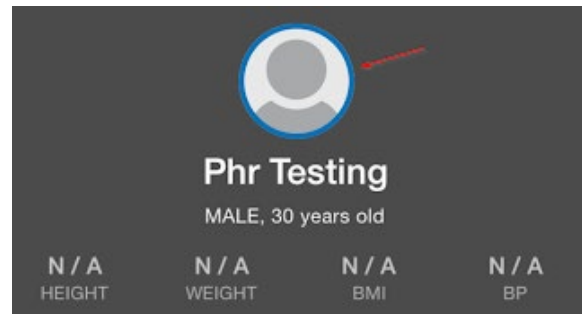 Phr Testing
MALE, 30 years old
N / A N / A N / A N / A
HEIGHT WEIGHT BMI BP